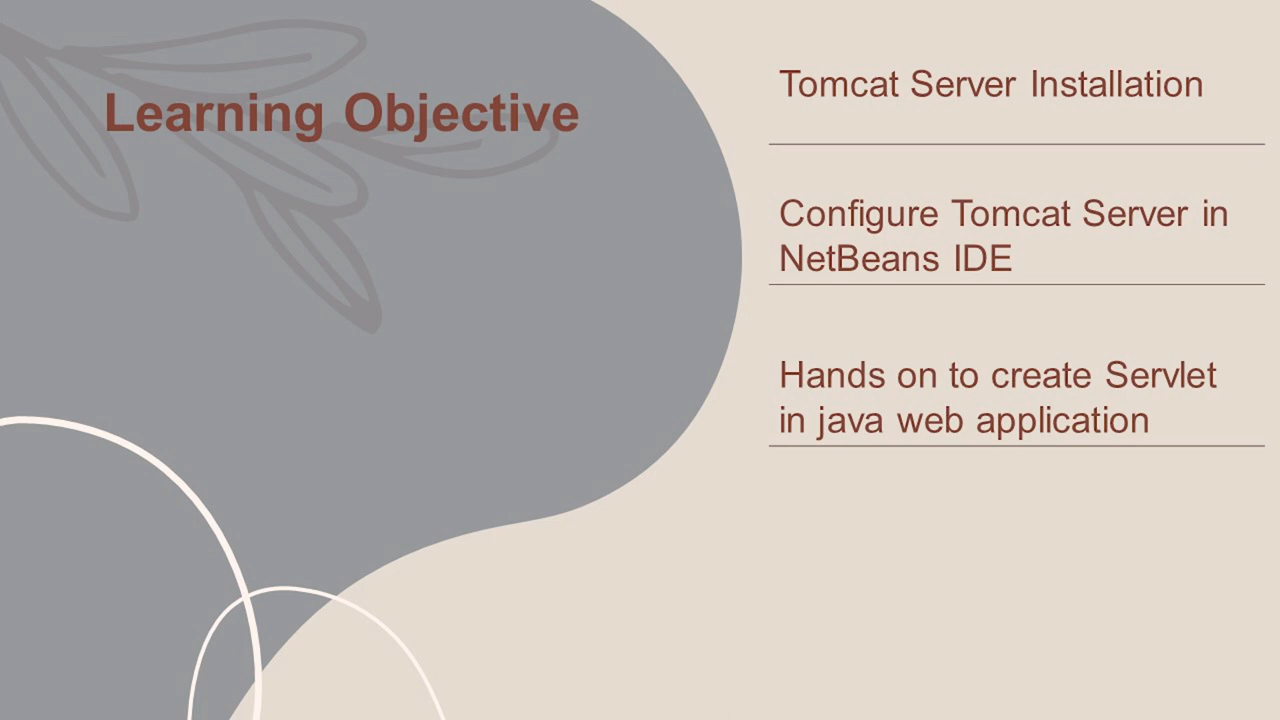 Learning Objective
Tomcat Server Installation
Configure Tomcat Server in
NetBeans IDE
Hands on to create Servlet
in java web application